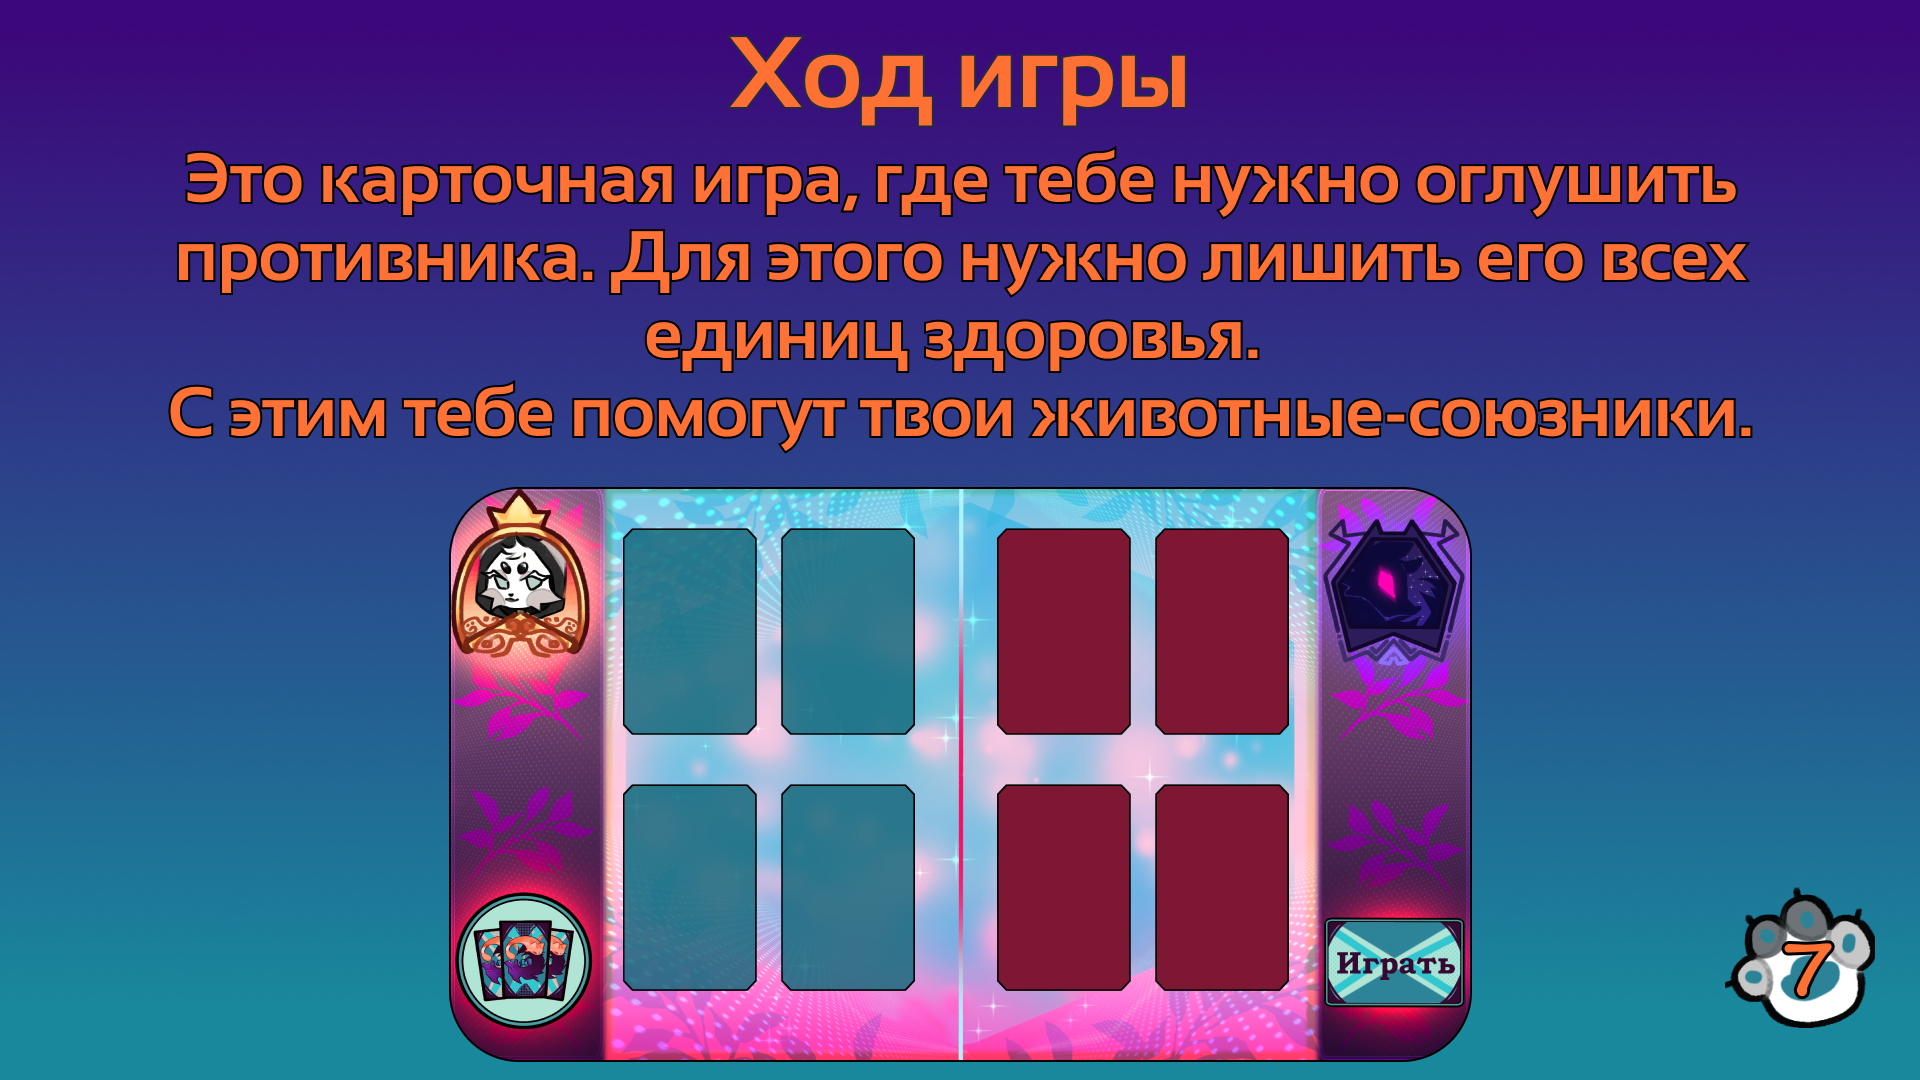 Ход игры
Это карточная игра, где тебе нужно оглушить
противника. Для этого нужно лишить его всех
единиц здоровья.
С этим тебе помогут твои животные-союзники.
Играть
7